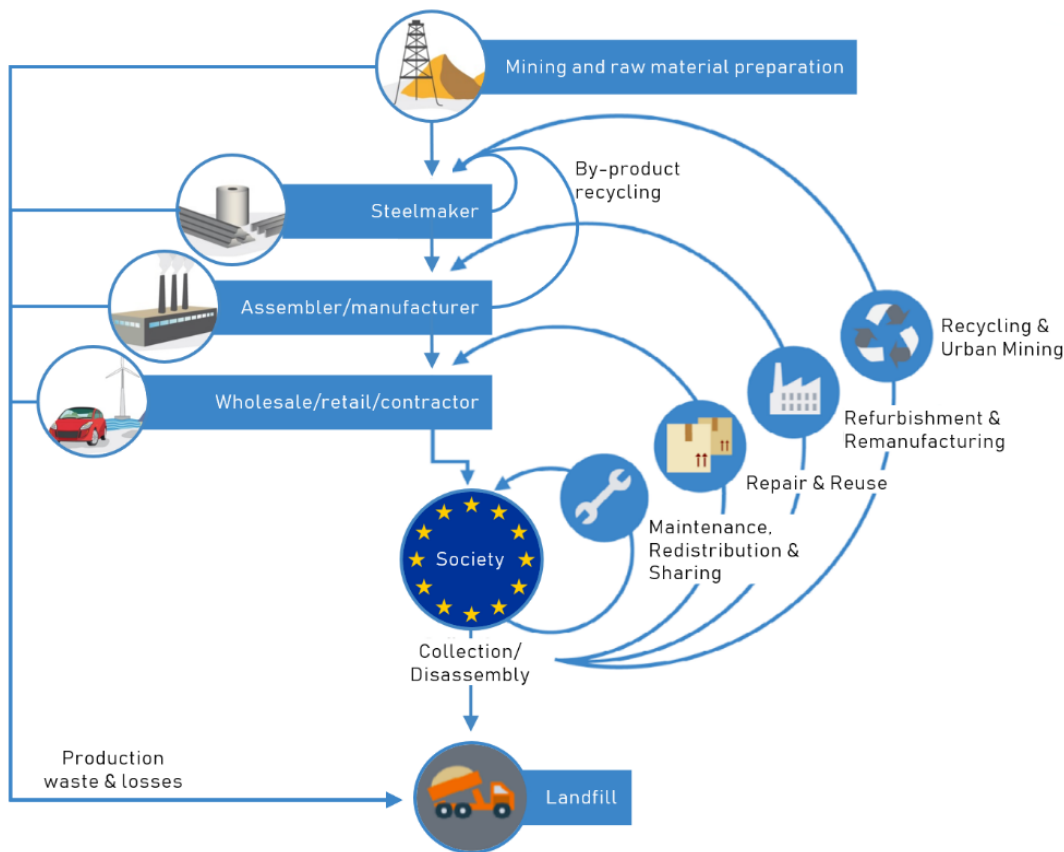 Mining and raw material preparation
By-product
recycling
Steelmaker
Assembler/manufacturer
Recycling &
Urban Mining
Wholesale/retail/contractor
Refurbishment &
Remanufacturing
Repair & Reuse
Maintenance,
Redistribution &
Sharing
Society
Collection/
Disassembly
Production
waste & losses
Landfill